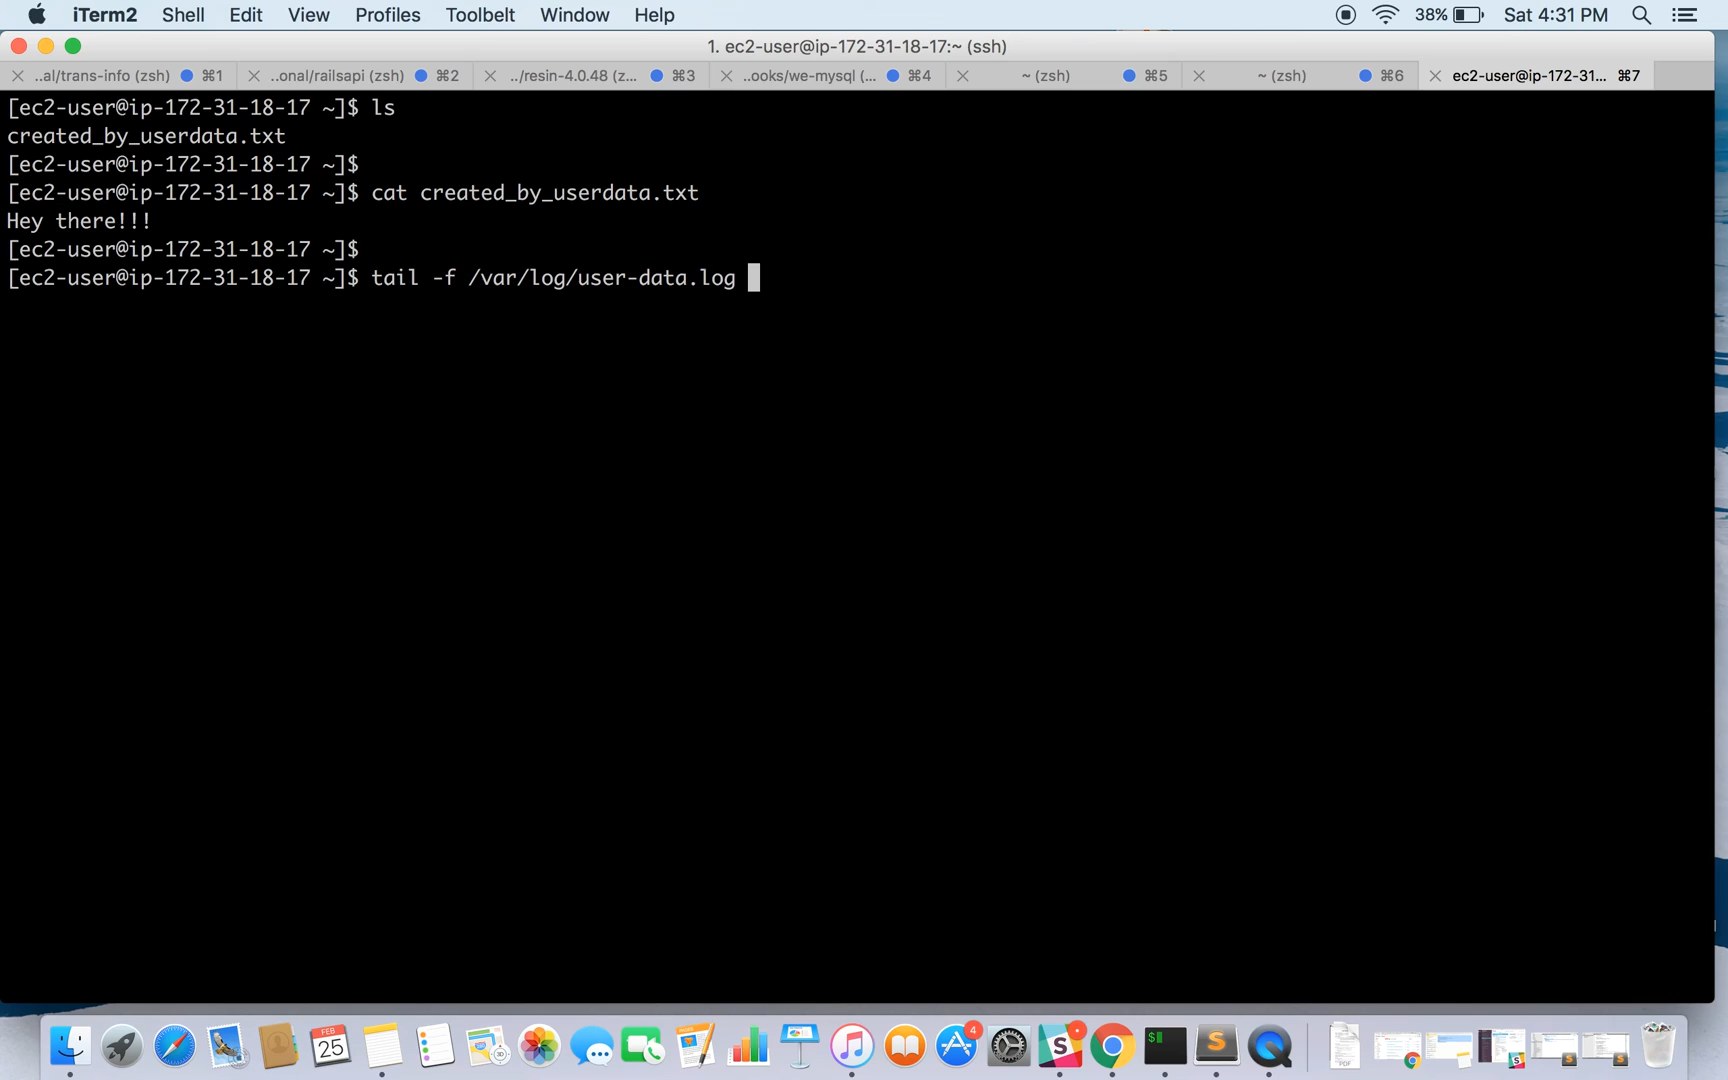 iTerm2 Shell Edit View Profiles Toolbelt Window Help 38% Sat 4:31 PM
1. ec2-user@ip-172-31-18-17:~ (ssh)
..al/trans-info (zsh) ⌘1 ..onal/railsapi (zsh) ⌘2 ../resin-4.0.48 (z... ⌘3 ..ooks/we-mysql (... ⌘4 ~ (zsh) ⌘5 ~ (zsh) ⌘6 ec2-user@ip-172-31... ⌘7
[ec2-user@ip-172-31-18-17 ~]$ ls
created_by_userdata.txt
[ec2-user@ip-172-31-18-17 ~]$
[ec2-user@ip-172-31-18-17 ~]$ cat created_by_userdata.txt
Hey there!!!
[ec2-user@ip-172-31-18-17 ~]$
[ec2-user@ip-172-31-18-17 ~]$ tail -f /var/log/user-data.log
FEB
25
3D
4
$
PDF